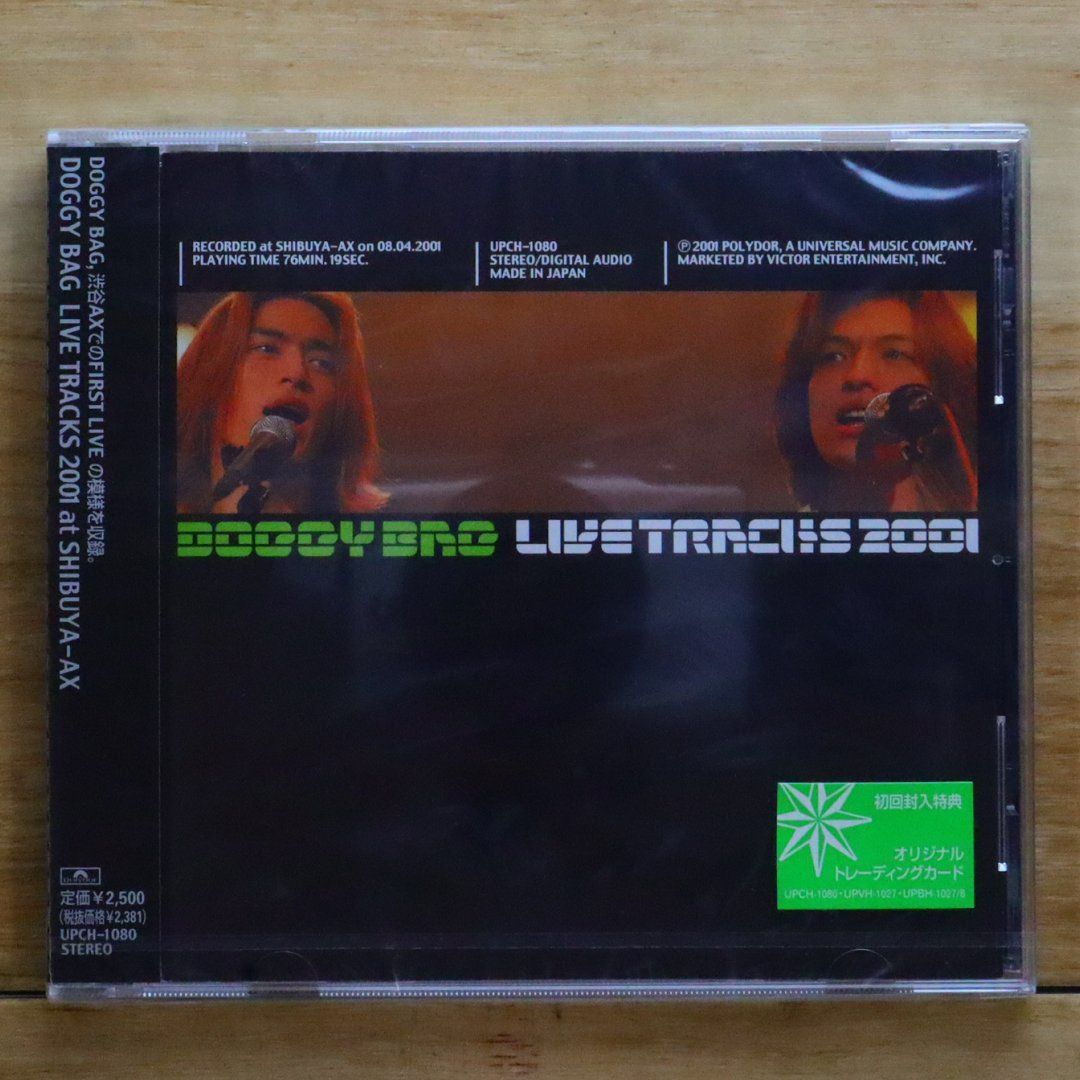 DOGGY BAG, 渋谷AXでのFIRST LIVE の模様を収録。
DOGGY BAG LIVE TRACKS 2001 at SHIBUYA-AX
POLYDOR
定価¥2,500
(税抜価格¥2,381)
UPCH-1080
STEREO
RECORDED at SHIBUYA-AX on 08.04.2001
PLAYING TIME 76MIN. 19SEC.
UPCH-1080
STEREO/DIGITAL AUDIO
MADE IN JAPAN
℗ 2001 POLYDOR, A UNIVERSAL MUSIC COMPANY.
MARKETED BY VICTOR ENTERTAINMENT, INC.
DOGGY BAG LIVE TRACKS 2001
初回封入特典
オリジナル
トレーディングカード
UPCH-1080・UPVH-1027・UPBH-1027/8